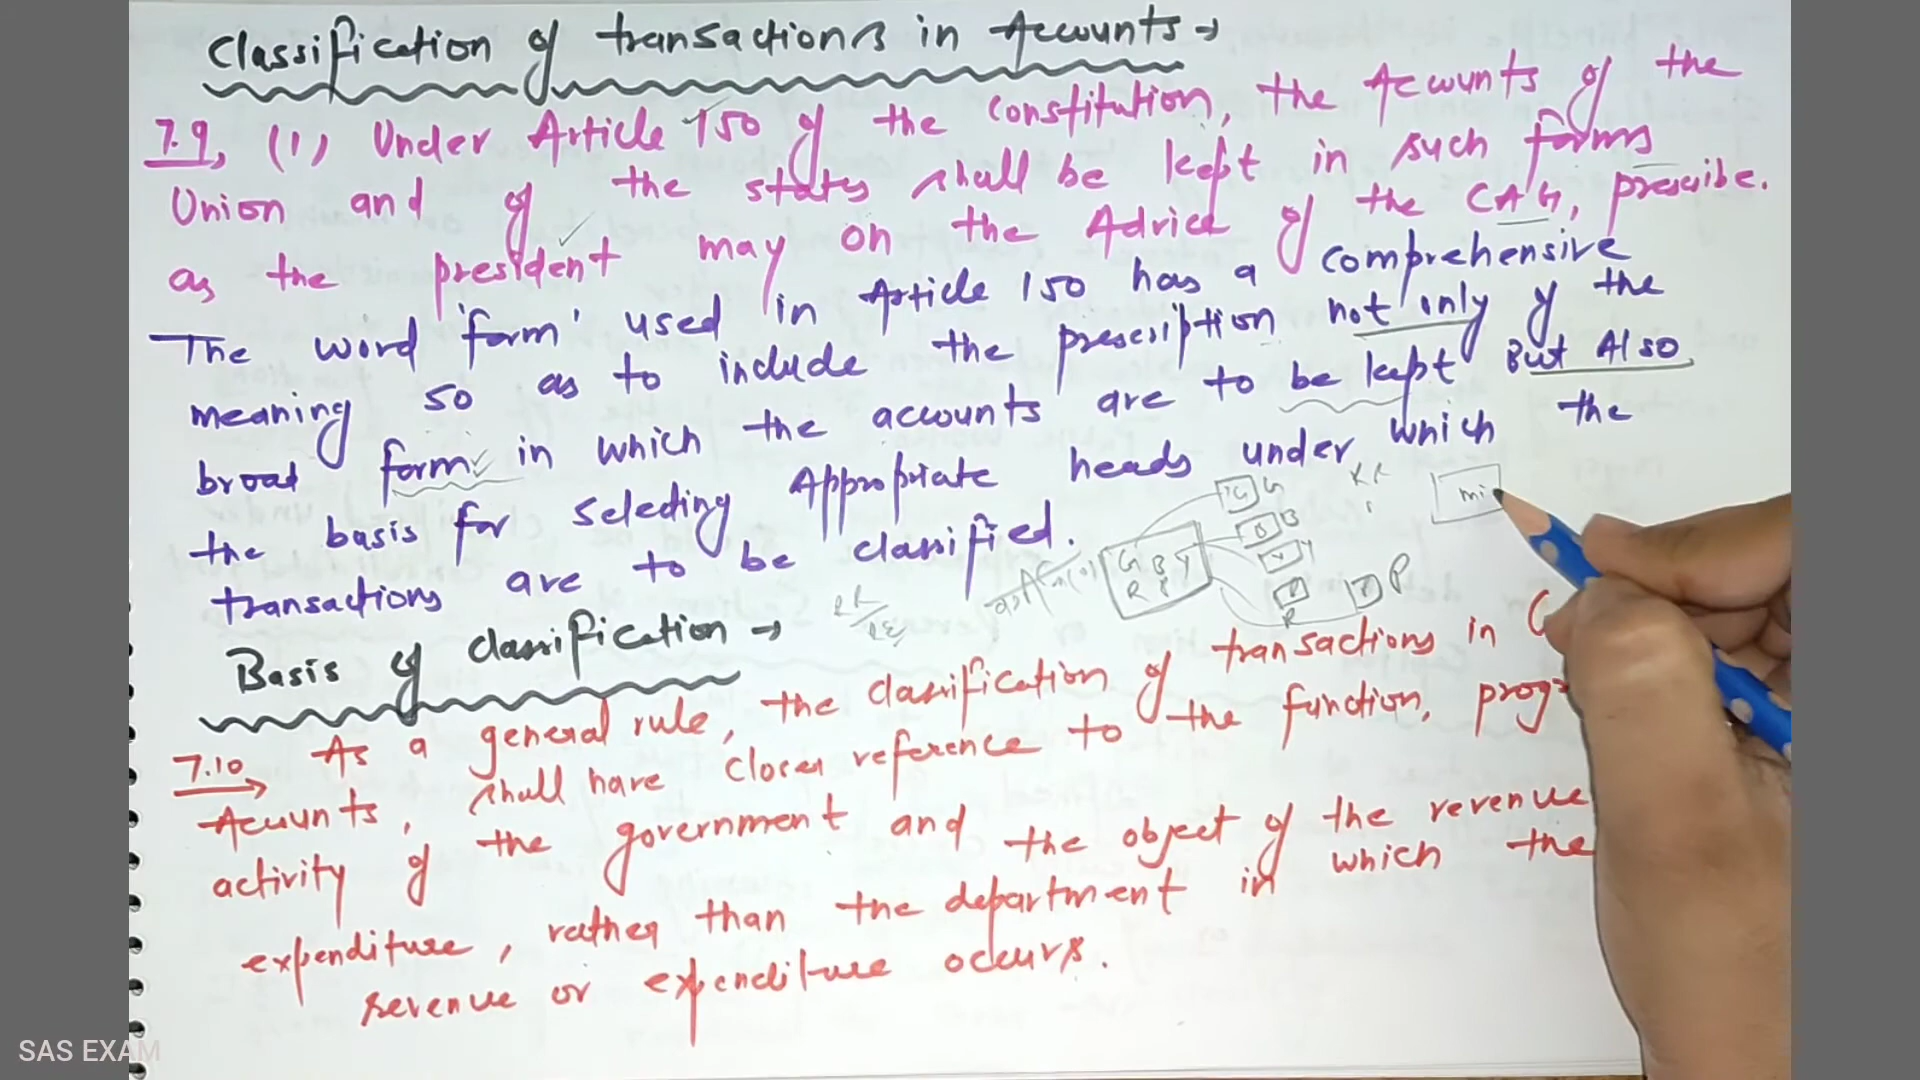 Classification of transactions in Accounts→
7.9, (1) Under Article 150 of the constitution, the Accounts of the
Union and of the states shall be kept in such forms
as the president may on the Advice of the CAG, prescribe.
The word 'form' used in Article 150 has a comprehensive
meaning so as to include the prescription not only of the
broad form in which the accounts are to be kept But Also
the basis for selecting Appropriate heads under which the
transactions are to be classified.
G B Y
R P
G G
B B
Y Y
R
P P
RR
RE
mi
Basis of classification →
7.10 As a general rule, the classification of transactions in G
Accounts, shall have closer reference to the function, prog
activity of the government and the object of the revenue
expenditure, rather than the department in which the
revenue or expenditure occurs.
SAS EXAM